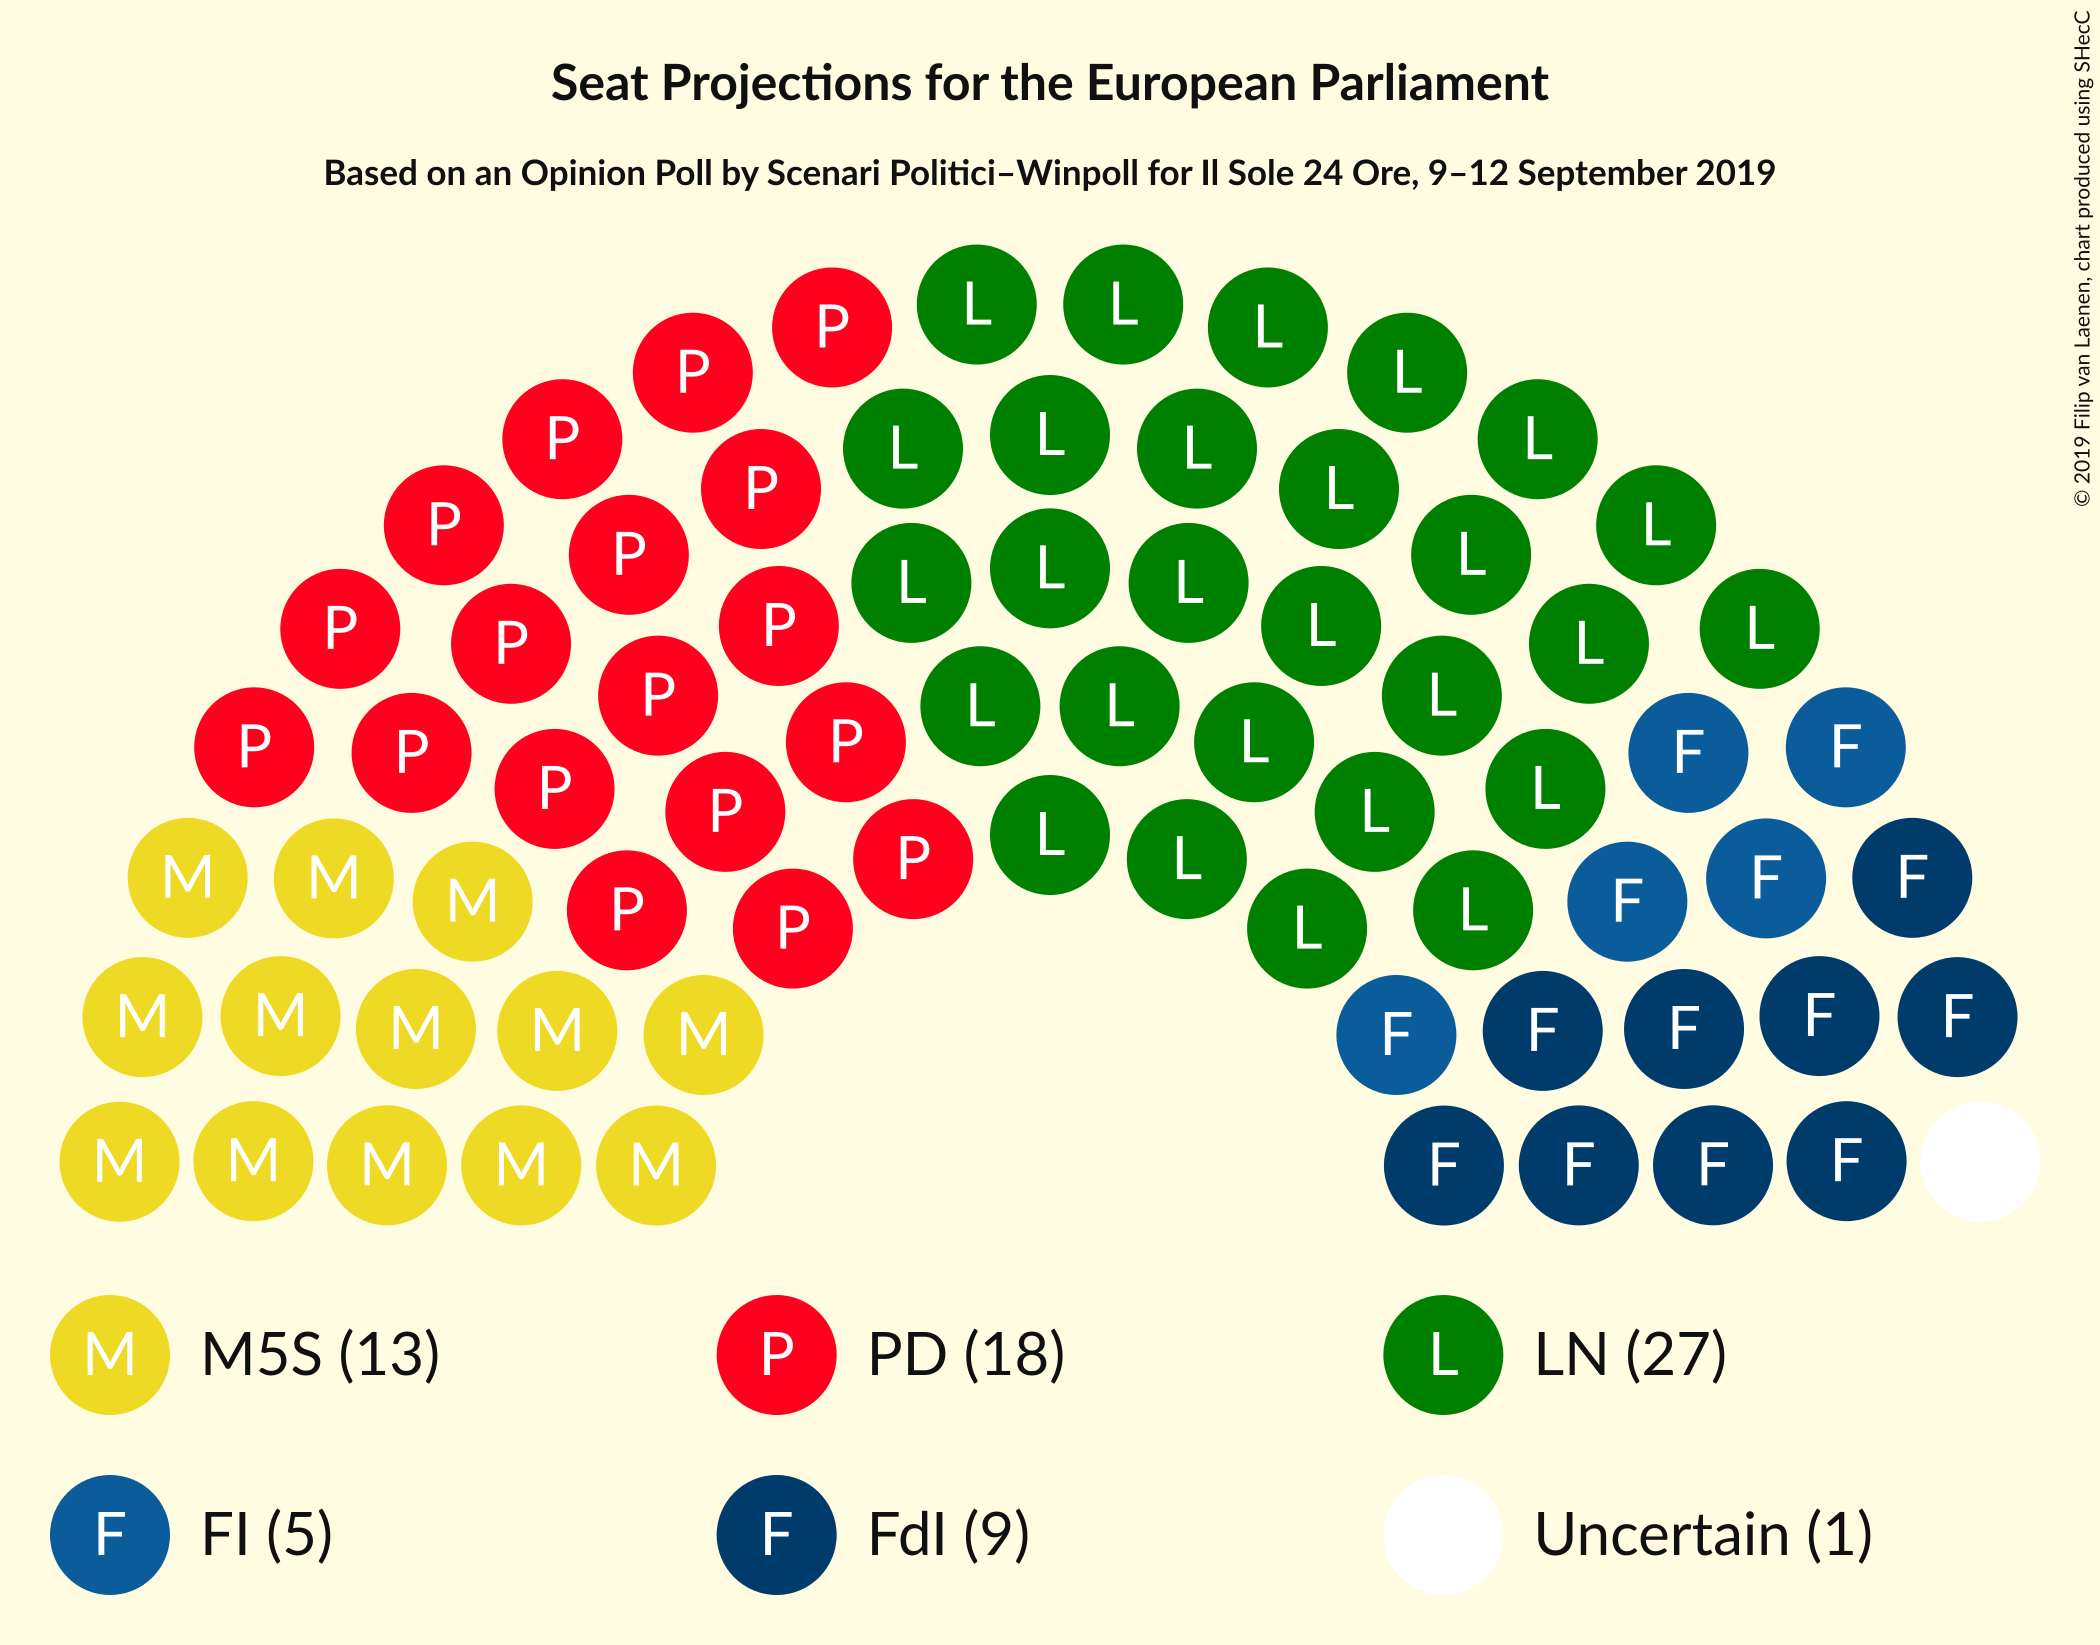 Seat Projections for the European Parliament
Based on an Opinion Poll by Scenari Politici–Winpoll for Il Sole 24 Ore, 9–12 September 2019
© 2019 Filip van Laenen, chart produced using SHecC
L L
P L
P L
L
P L
L L
P L
P L
P L
P L
L
L L
P L
P L
P L
P L
L L
P L
P F
P F
P L
P L
L
P L
P L
M F
M F
M F
P L
P L
M F
M F
M F
M F
M F
M F
M F
M F
M F
M F
M M5S (13)
P PD (18)
L LN (27)
F FI (5)
F FdI (9)
Uncertain (1)